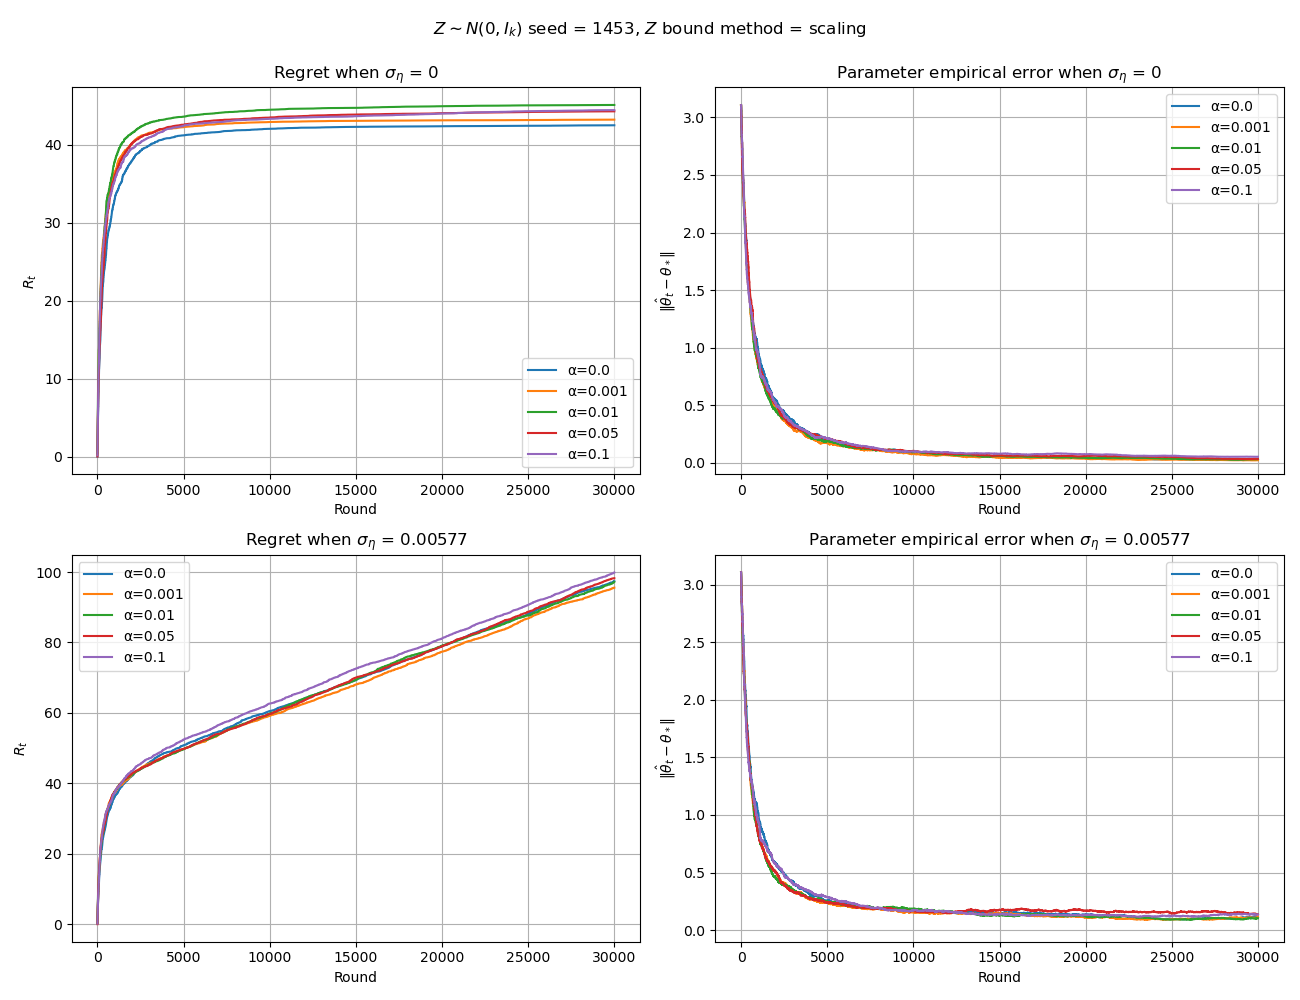 Z ∼ N(0, I_k) seed = 1453, Z bound method = scaling
Regret when σ_η = 0
R_t
40
30
20
10
0
α=0.0
α=0.001
α=0.01
α=0.05
α=0.1
0 5000 10000 15000 20000 25000 30000
Round
Parameter empirical error when σ_η = 0
‖θ̂_t − θ_*‖
3.0
2.5
2.0
1.5
1.0
0.5
0.0
α=0.0
α=0.001
α=0.01
α=0.05
α=0.1
0 5000 10000 15000 20000 25000 30000
Round
Regret when σ_η = 0.00577
R_t
100
80
60
40
20
0
α=0.0
α=0.001
α=0.01
α=0.05
α=0.1
0 5000 10000 15000 20000 25000 30000
Round
Parameter empirical error when σ_η = 0.00577
‖θ̂_t − θ_*‖
3.0
2.5
2.0
1.5
1.0
0.5
0.0
α=0.0
α=0.001
α=0.01
α=0.05
α=0.1
0 5000 10000 15000 20000 25000 30000
Round